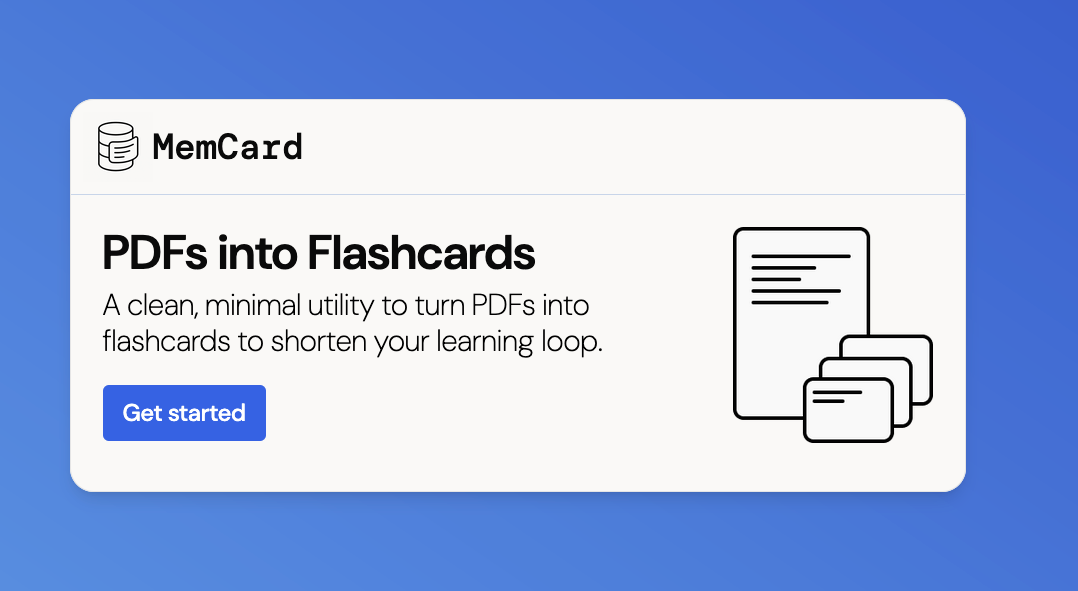 MemCard
PDFs into Flashcards
A clean, minimal utility to turn PDFs into
flashcards to shorten your learning loop.
Get started